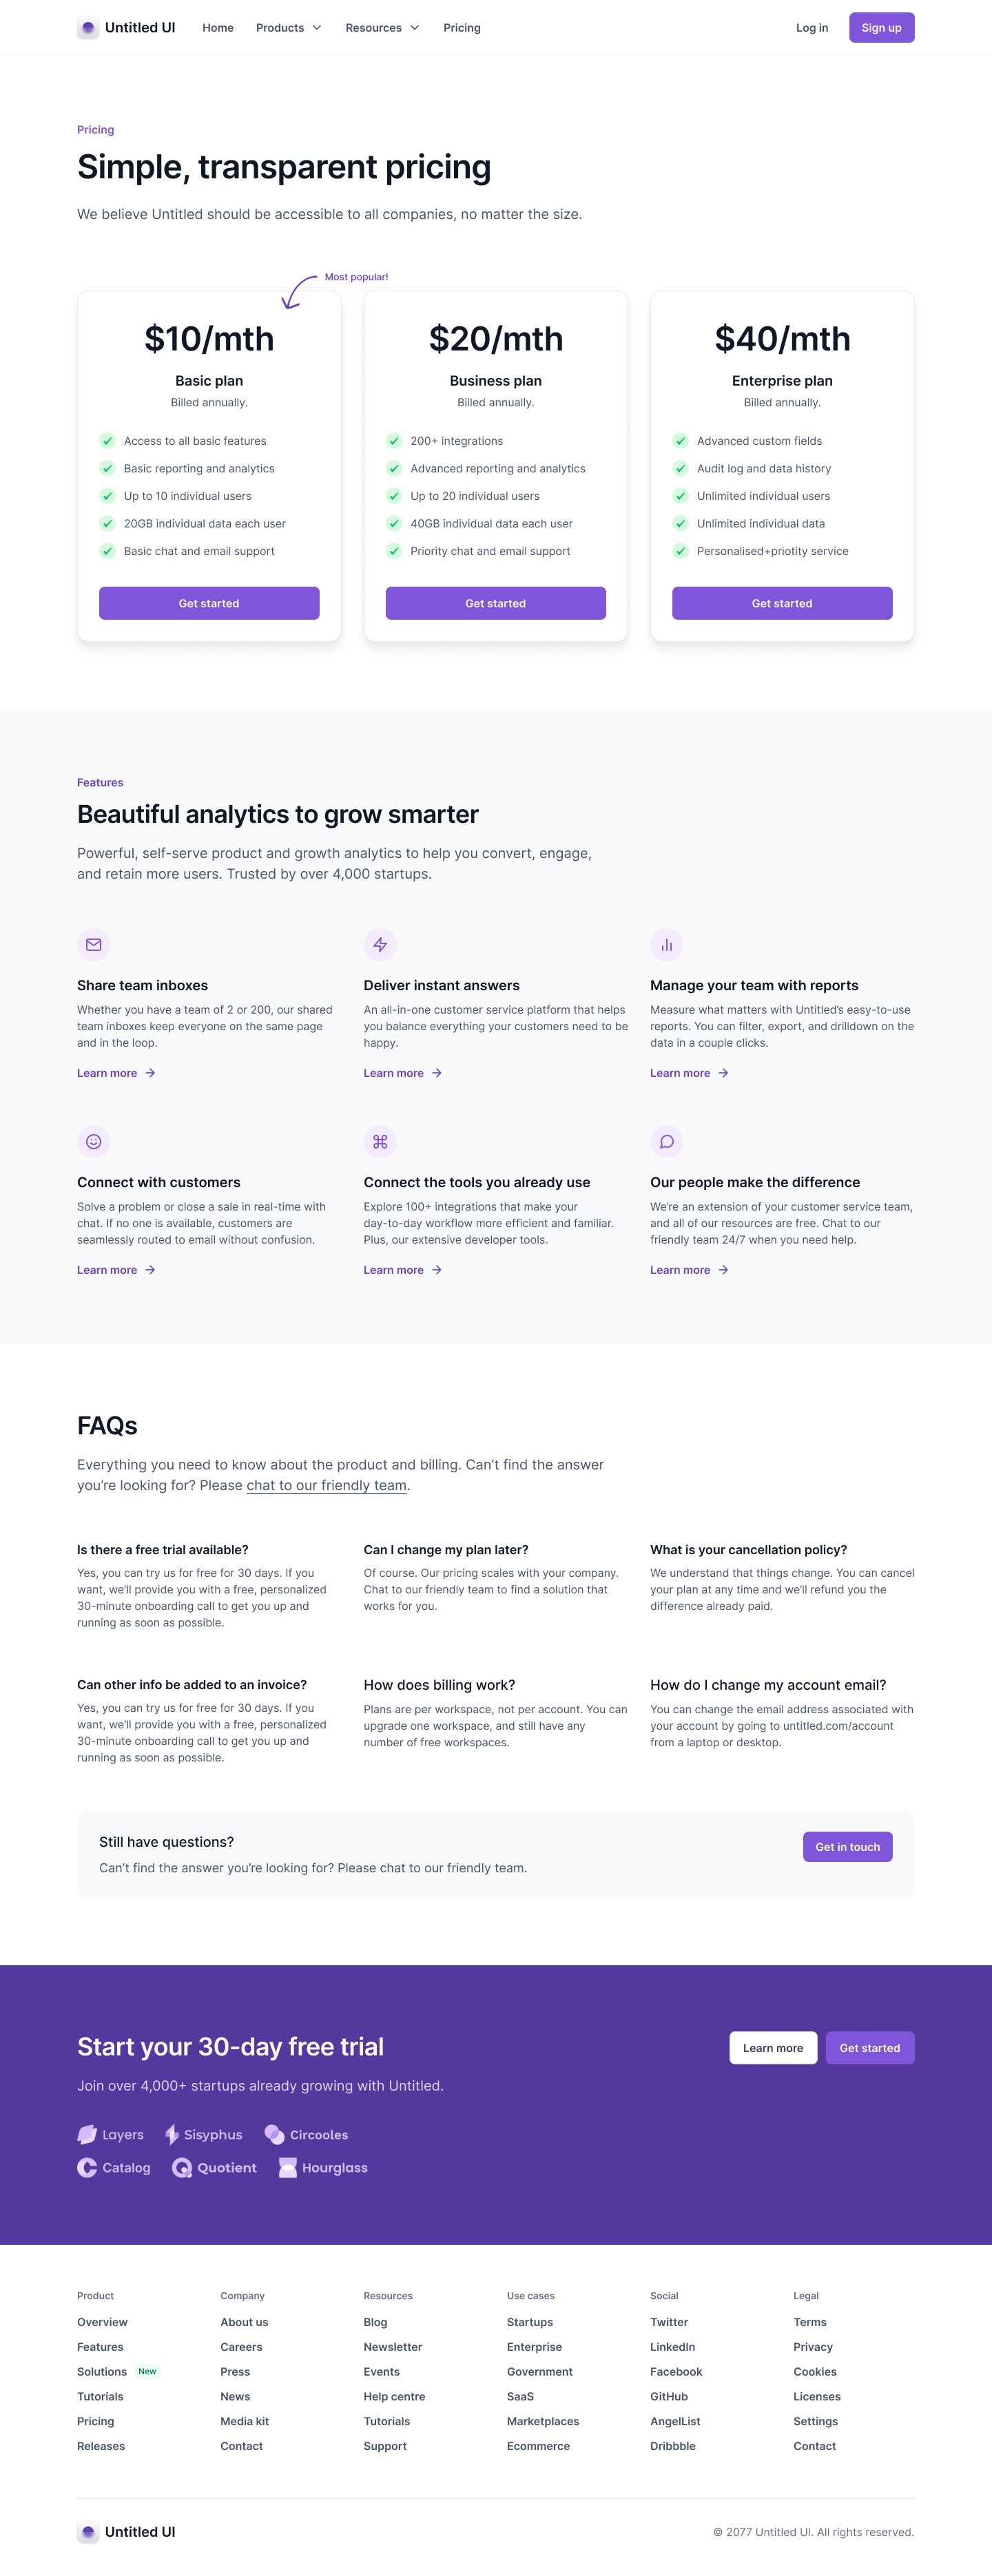 Untitled UI
Home
Products
Resources
Pricing
Log in
Sign up
Pricing
Simple, transparent pricing
We believe Untitled should be accessible to all companies, no matter the size.
Most popular!
$10/mth
Basic plan
Billed annually.
Access to all basic features
Basic reporting and analytics
Up to 10 individual users
20GB individual data each user
Basic chat and email support
Get started
$20/mth
Business plan
Billed annually.
200+ integrations
Advanced reporting and analytics
Up to 20 individual users
40GB individual data each user
Priority chat and email support
Get started
$40/mth
Enterprise plan
Billed annually.
Advanced custom fields
Audit log and data history
Unlimited individual users
Unlimited individual data
Personalised+priotity service
Get started
Features
Beautiful analytics to grow smarter
Powerful, self-serve product and growth analytics to help you convert, engage,
and retain more users. Trusted by over 4,000 startups.
Share team inboxes
Whether you have a team of 2 or 200, our shared
team inboxes keep everyone on the same page
and in the loop.
Learn more
Deliver instant answers
An all-in-one customer service platform that helps
you balance everything your customers need to be
happy.
Learn more
Manage your team with reports
Measure what matters with Untitled’s easy-to-use
reports. You can filter, export, and drilldown on the
data in a couple clicks.
Learn more
Connect with customers
Solve a problem or close a sale in real-time with
chat. If no one is available, customers are
seamlessly routed to email without confusion.
Learn more
Connect the tools you already use
Explore 100+ integrations that make your
day-to-day workflow more efficient and familiar.
Plus, our extensive developer tools.
Learn more
Our people make the difference
We’re an extension of your customer service team,
and all of our resources are free. Chat to our
friendly team 24/7 when you need help.
Learn more
FAQs
Everything you need to know about the product and billing. Can’t find the answer
you’re looking for? Please chat to our friendly team.
Is there a free trial available?
Yes, you can try us for free for 30 days. If you
want, we’ll provide you with a free, personalized
30-minute onboarding call to get you up and
running as soon as possible.
Can I change my plan later?
Of course. Our pricing scales with your company.
Chat to our friendly team to find a solution that
works for you.
What is your cancellation policy?
We understand that things change. You can cancel
your plan at any time and we’ll refund you the
difference already paid.
Can other info be added to an invoice?
Yes, you can try us for free for 30 days. If you
want, we’ll provide you with a free, personalized
30-minute onboarding call to get you up and
running as soon as possible.
How does billing work?
Plans are per workspace, not per account. You can
upgrade one workspace, and still have any
number of free workspaces.
How do I change my account email?
You can change the email address associated with
your account by going to untitled.com/account
from a laptop or desktop.
Still have questions?
Can’t find the answer you’re looking for? Please chat to our friendly team.
Get in touch
Start your 30-day free trial
Join over 4,000+ startups already growing with Untitled.
Learn more
Get started
Layers
Sisyphus
Circooles
Catalog
Quotient
Hourglass
Product
Overview
Features
Solutions New
Tutorials
Pricing
Releases
Company
About us
Careers
Press
News
Media kit
Contact
Resources
Blog
Newsletter
Events
Help centre
Tutorials
Support
Use cases
Startups
Enterprise
Government
SaaS
Marketplaces
Ecommerce
Social
Twitter
LinkedIn
Facebook
GitHub
AngelList
Dribbble
Legal
Terms
Privacy
Cookies
Licenses
Settings
Contact
Untitled UI
© 2077 Untitled UI. All rights reserved.